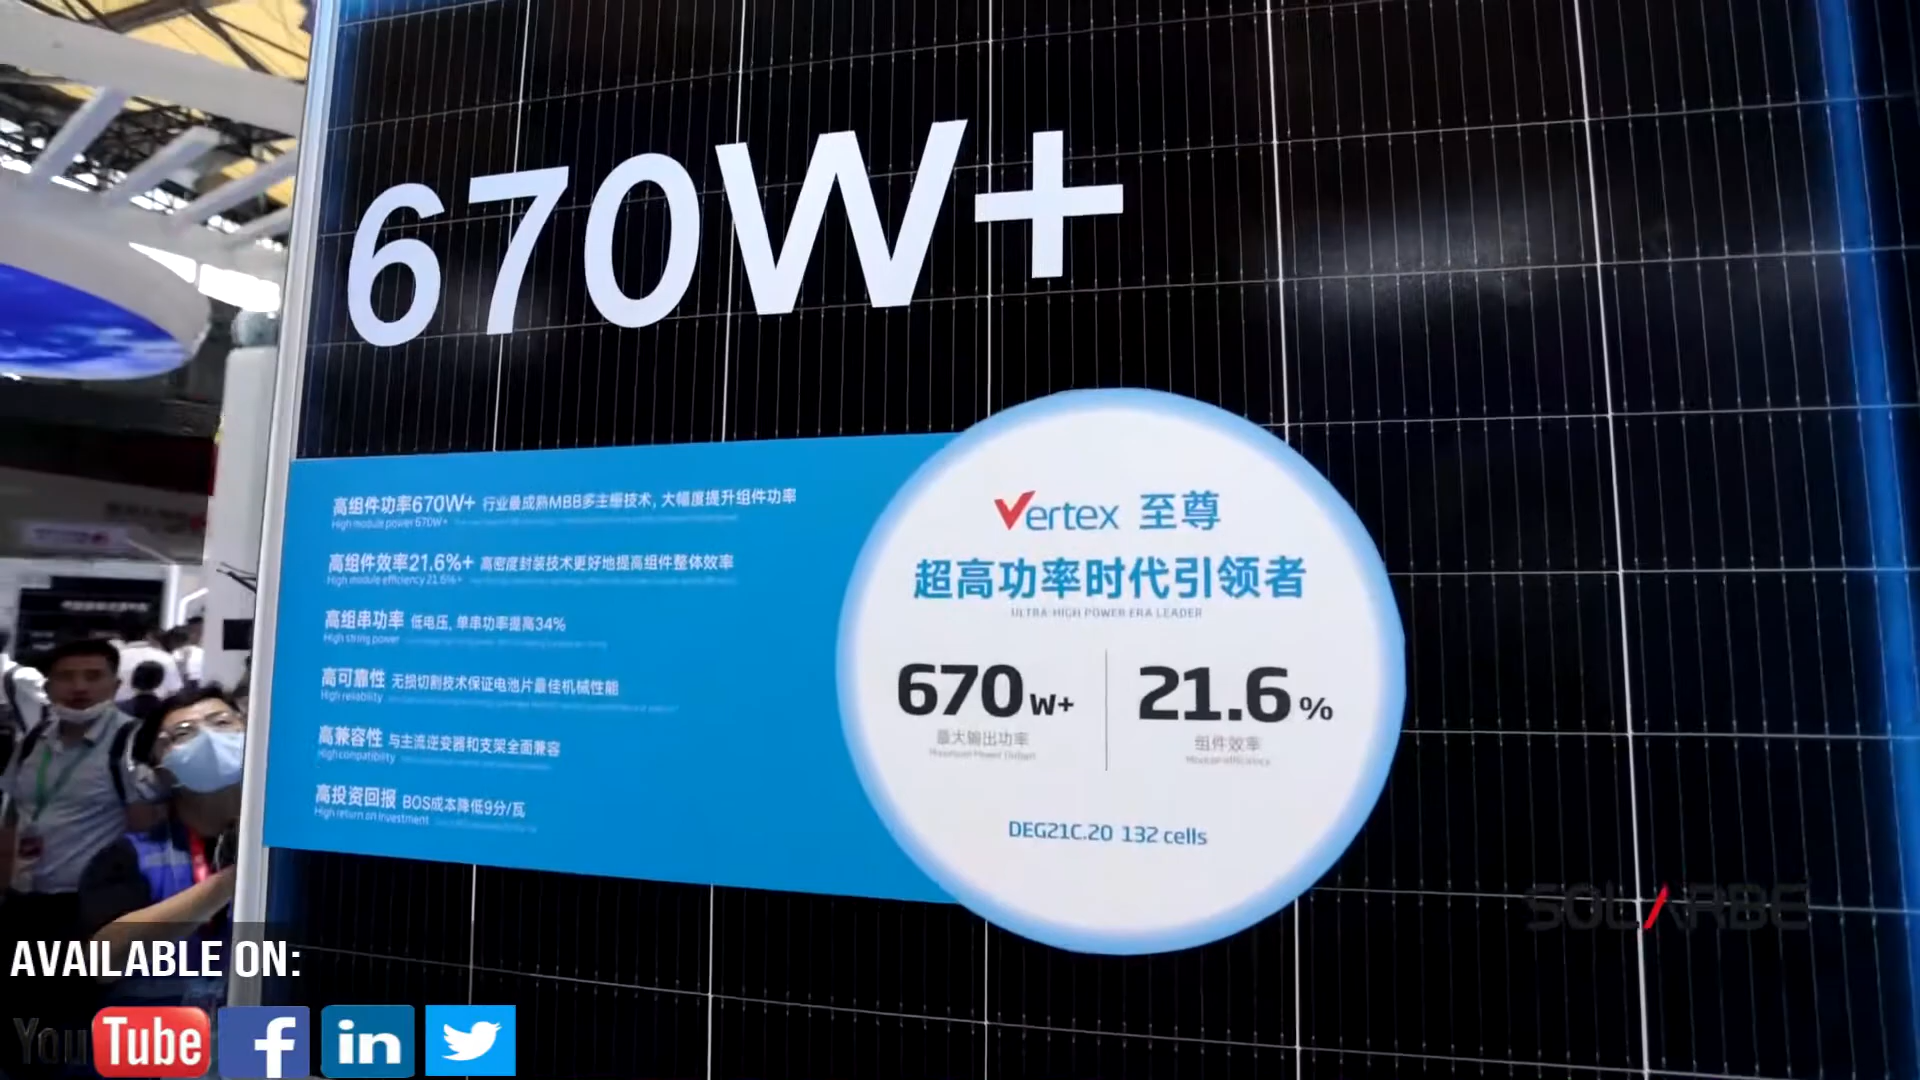 670W+
高组件功率670W+ 行业最成熟MBB多主栅技术，大幅度提升组件功率
High module power 670W+
高组件效率21.6%+ 高密度封装技术更好地提高组件整体效率
High module efficiency 21.6%+
高组串功率 低电压, 单串功率提高34%
High string power
高可靠性 无损切割技术保证电池片最佳机械性能
High reliability
高兼容性 与主流逆变器和支架全面兼容
High compatibility
高投资回报 BOS成本降低9分/瓦
High return on investment
Vertex 至尊
超高功率时代引领者
ULTRA-HIGH POWER ERA LEADER
670W+
最大输出功率
Maximum Power Output
21.6%
组件效率
Module efficiency
DEG21C.20 132 cells
SOLARBE
AVAILABLE ON:
YouTube
f
in